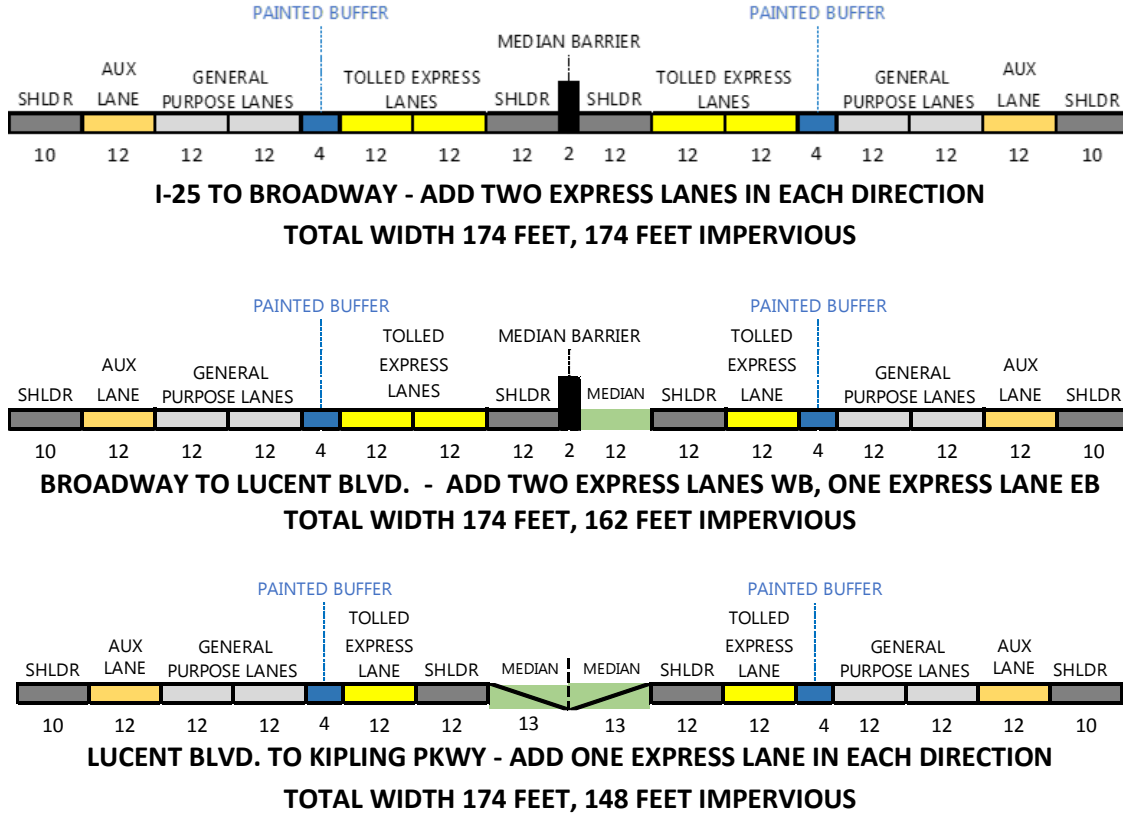 PAINTED BUFFER PAINTED BUFFER
MEDIAN BARRIER
AUX GENERAL TOLLED EXPRESS TOLLED EXPRESS GENERAL AUX
SHLDR LANE PURPOSE LANES LANES SHLDR SHLDR LANES PURPOSE LANES LANE SHLDR
10 12 12 12 4 12 12 12 2 12 12 12 4 12 12 12 10
I-25 TO BROADWAY - ADD TWO EXPRESS LANES IN EACH DIRECTION
TOTAL WIDTH 174 FEET, 174 FEET IMPERVIOUS
PAINTED BUFFER PAINTED BUFFER
TOLLED MEDIAN BARRIER TOLLED
AUX GENERAL EXPRESS EXPRESS GENERAL AUX
SHLDR LANE PURPOSE LANES LANES SHLDR MEDIAN SHLDR LANE PURPOSE LANES LANE SHLDR
10 12 12 12 4 12 12 12 2 12 12 12 4 12 12 12 10
BROADWAY TO LUCENT BLVD. - ADD TWO EXPRESS LANES WB, ONE EXPRESS LANE EB
TOTAL WIDTH 174 FEET, 162 FEET IMPERVIOUS
PAINTED BUFFER PAINTED BUFFER
TOLLED TOLLED
AUX GENERAL EXPRESS EXPRESS GENERAL AUX
SHLDR LANE PURPOSE LANES LANE SHLDR MEDIAN MEDIAN SHLDR LANE PURPOSE LANES LANE SHLDR
10 12 12 12 4 12 12 13 13 12 12 4 12 12 12 10
LUCENT BLVD. TO KIPLING PKWY - ADD ONE EXPRESS LANE IN EACH DIRECTION
TOTAL WIDTH 174 FEET, 148 FEET IMPERVIOUS